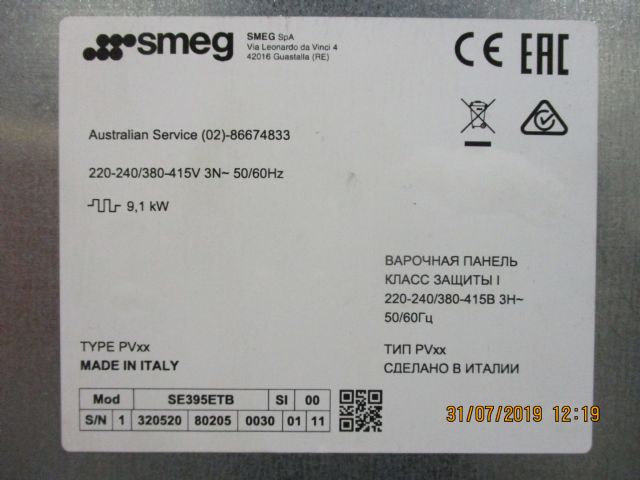 smeg
SMEG SpA
Via Leonardo da Vinci 4
42016 Guastalla (RE)
CE EAC
Australian Service (02)-86674833
220-240/380-415V 3N~ 50/60Hz
9,1 kW
ВАРОЧНАЯ ПАНЕЛЬ
КЛАСС ЗАЩИТЫ I
220-240/380-415В 3Н~
50/60Гц
TYPE PVxx
MADE IN ITALY
ТИП PVxx
СДЕЛАНО В ИТАЛИИ
Mod SE395ETB SI 00
S/N 1 320520 80205 0030 01 11
31/07/2019 12:19